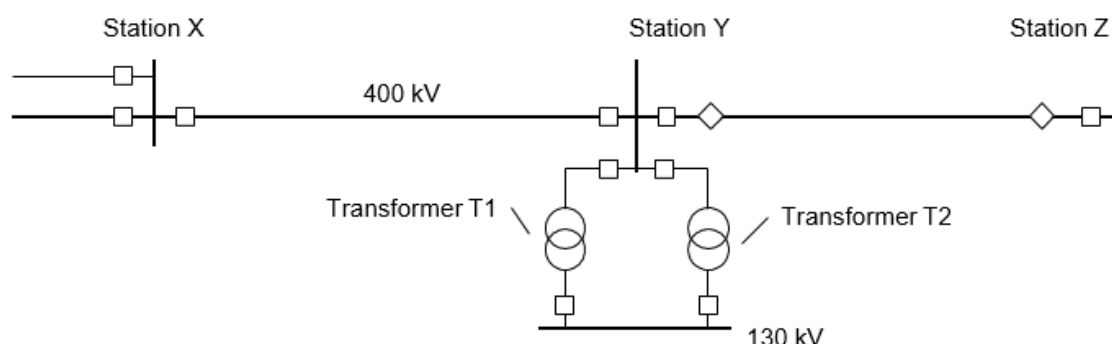 Station X
Station Y
Station Z
400 kV
Transformer T1
Transformer T2
130 kV